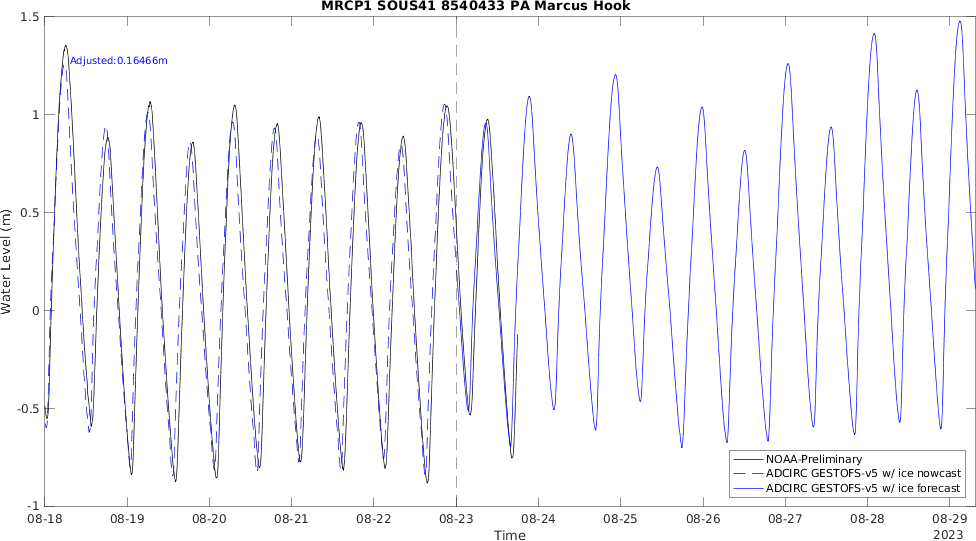 MRCP1 SOUS41 8540433 PA Marcus Hook
Adjusted:0.16466m
1.5
1
0.5
0
-0.5
-1
Water Level (m)
NOAA-Preliminary
ADCIRC GESTOFS-v5 w/ ice nowcast
ADCIRC GESTOFS-v5 w/ ice forecast
08-18 08-19 08-20 08-21 08-22 08-23 08-24 08-25 08-26 08-27 08-28 08-29
Time
2023